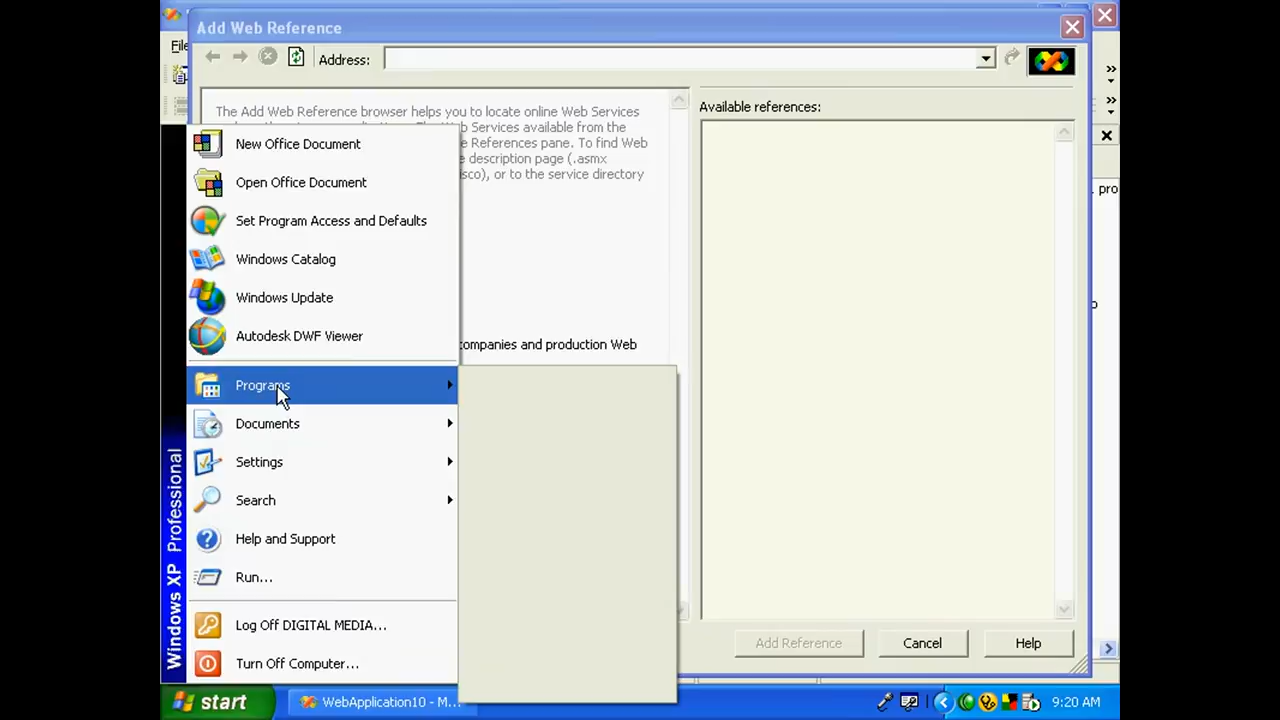 Add Web Reference
File
Address:
The Add Web Reference browser helps you to locate online Web Services
Web Services available from the
References pane. To find Web
description page (.asmx
or to the service directory
Available references:
pro
New Office Document
Open Office Document
Set Program Access and Defaults
Windows Catalog
Windows Update
Autodesk DWF Viewer
companies and production Web
Programs
Documents
Settings
Search
Help and Support
Run...
Log Off DIGITAL MEDIA...
Turn Off Computer...
Windows XP Professional
Add Reference
Cancel
Help
start
WebApplication10 - M...
9:20 AM